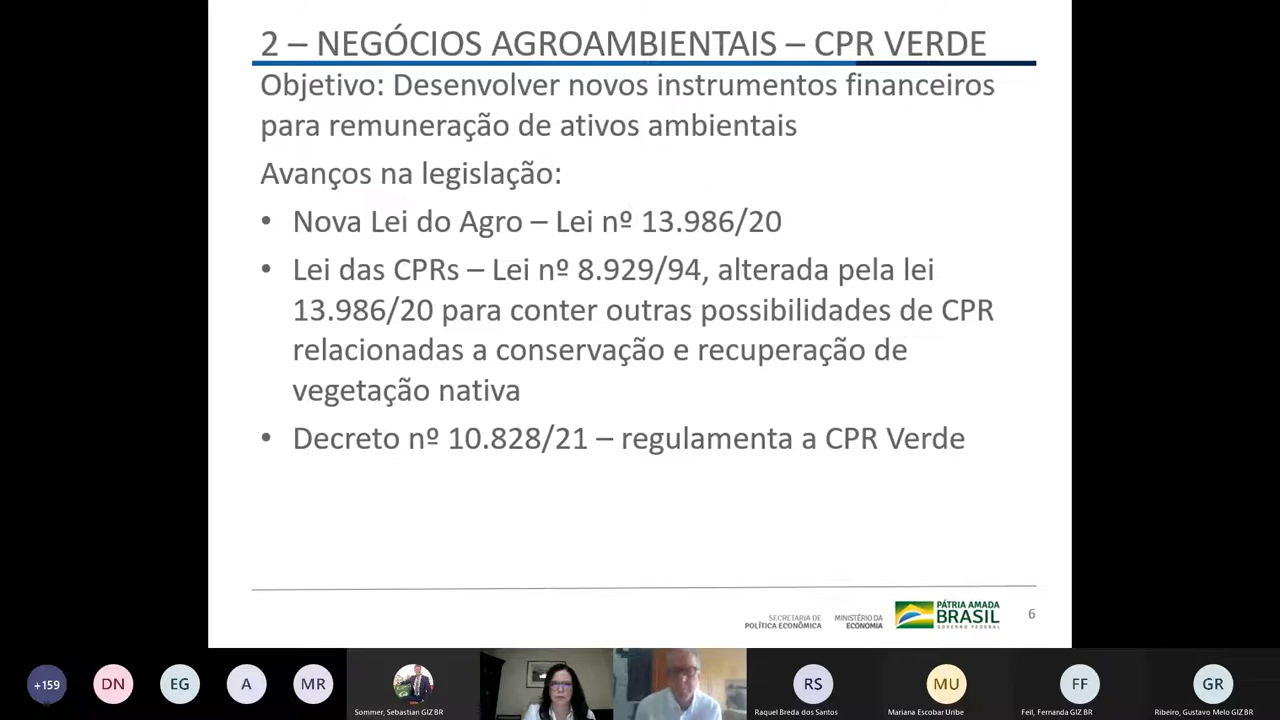 2 – NEGÓCIOS AGROAMBIENTAIS – CPR VERDE
Objetivo: Desenvolver novos instrumentos financeiros
para remuneração de ativos ambientais
Avanços na legislação:
• Nova Lei do Agro – Lei nº 13.986/20
• Lei das CPRs – Lei nº 8.929/94, alterada pela lei
13.986/20 para conter outras possibilidades de CPR
relacionadas a conservação e recuperação de
vegetação nativa
• Decreto nº 10.828/21 – regulamenta a CPR Verde
SECRETARIA DE
POLÍTICA ECONÔMICA
MINISTÉRIO DA
ECONOMIA
PÁTRIA AMADA
BRASIL
GOVERNO FEDERAL
6
+159
DN
EG
A
MR
Sommer, Sebastian GIZ BR
RS
Raquel Breda dos Santos
MU
Mariana Escobar Uribe
FF
Feil, Fernanda GIZ BR
GR
Ribeiro, Gustavo Melo GIZ BR